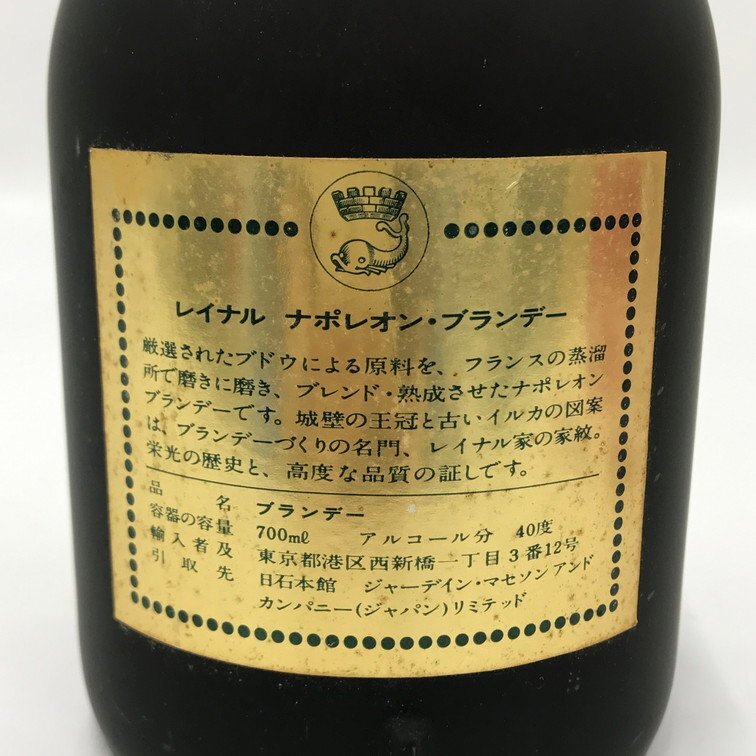 レイナル ナポレオン・ブランデー
厳選されたブドウによる原料を、フランスの蒸溜
所で磨きに磨き、ブレンド・熟成させたナポレオン
ブランデーです。城壁の王冠と古いイルカの図案
は、ブランデーづくりの名門、レイナル家の家紋。
栄光の歴史と、高度な品質の証しです。
品名 ブランデー
容器の容量 700mℓ アルコール分 40度
輸入者及 東京都港区西新橋一丁目3番12号
引取先 日石本館 ジャーデイン・マセソンアンド
カンパニー(ジャパン)リミテッド